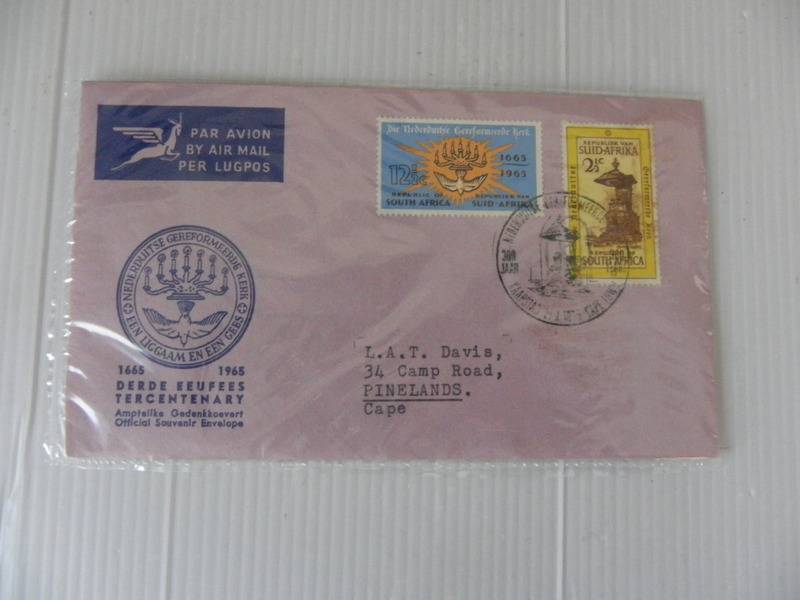 PAR AVION
BY AIR MAIL
PER LUGPOS
Die Nederduitse Gereformeerde Kerk
12½c
1665
1965
REPUBLIC OF
SOUTH AFRICA
REPUBLIEK VAN
SUID-AFRIKA
REPUBLIEK VAN
SUID-AFRIKA
2½c
Nederduitse
Gereformeerde Kerk
REPUBLIC OF
SOUTH AFRICA
300
JAAR
NEDERDUITSE GEREFORMEERDE KERK
EEN LIGGAAM EN EEN GEES
1665 1965
DERDE EEUFEES
TERCENTENARY
Amptelike Gedenkkoevert
Official Souvenir Envelope
L.A.T. Davis,
34 Camp Road,
PINELANDS.
Cape